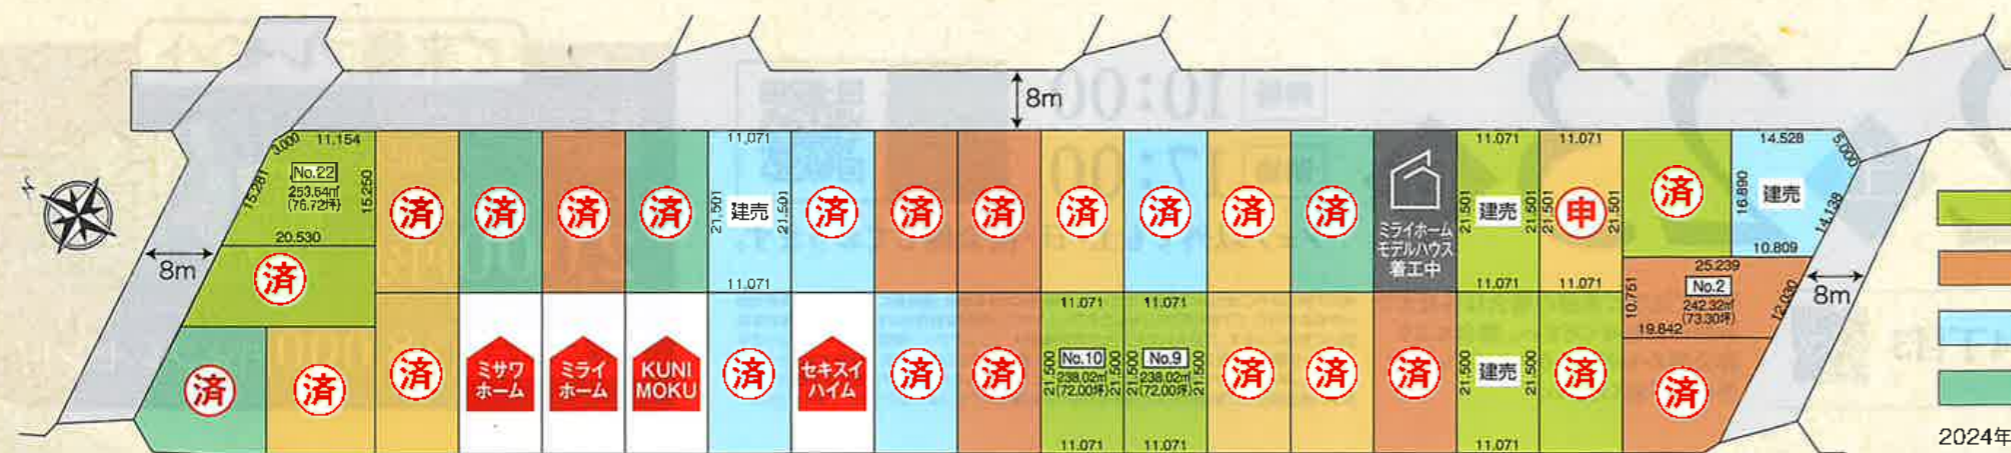 8m
3.000
11.154
No.22
253.64㎡
(76.72坪)
15.281
15.250
20.530
8m
済
済
済
済
済
済
済
済
11.071
21.501
建売
21.501
11.071
済
済
済
済
済
済
済
ミライホーム
モデルハウス
着工中
11.071
21.501
建売
21.501
11.071
11.071
21.501
申
21.501
11.071
済
14.528
5.000
16.890
建売
14.138
10.809
25.239
No.2
242.32㎡
(73.30坪)
10.751
12.030
19.842
8m
済
ミサワ
ホーム
ミライ
ホーム
KUNI
MOKU
済
セキスイ
ハイム
済
済
11.071
21.500
No.10
238.02㎡
(72.00坪)
21.500
11.071
11.071
21.500
No.9
238.02㎡
(72.00坪)
21.500
11.071
済
済
済
21.500
建売
21.500
11.071
済
済
2024年